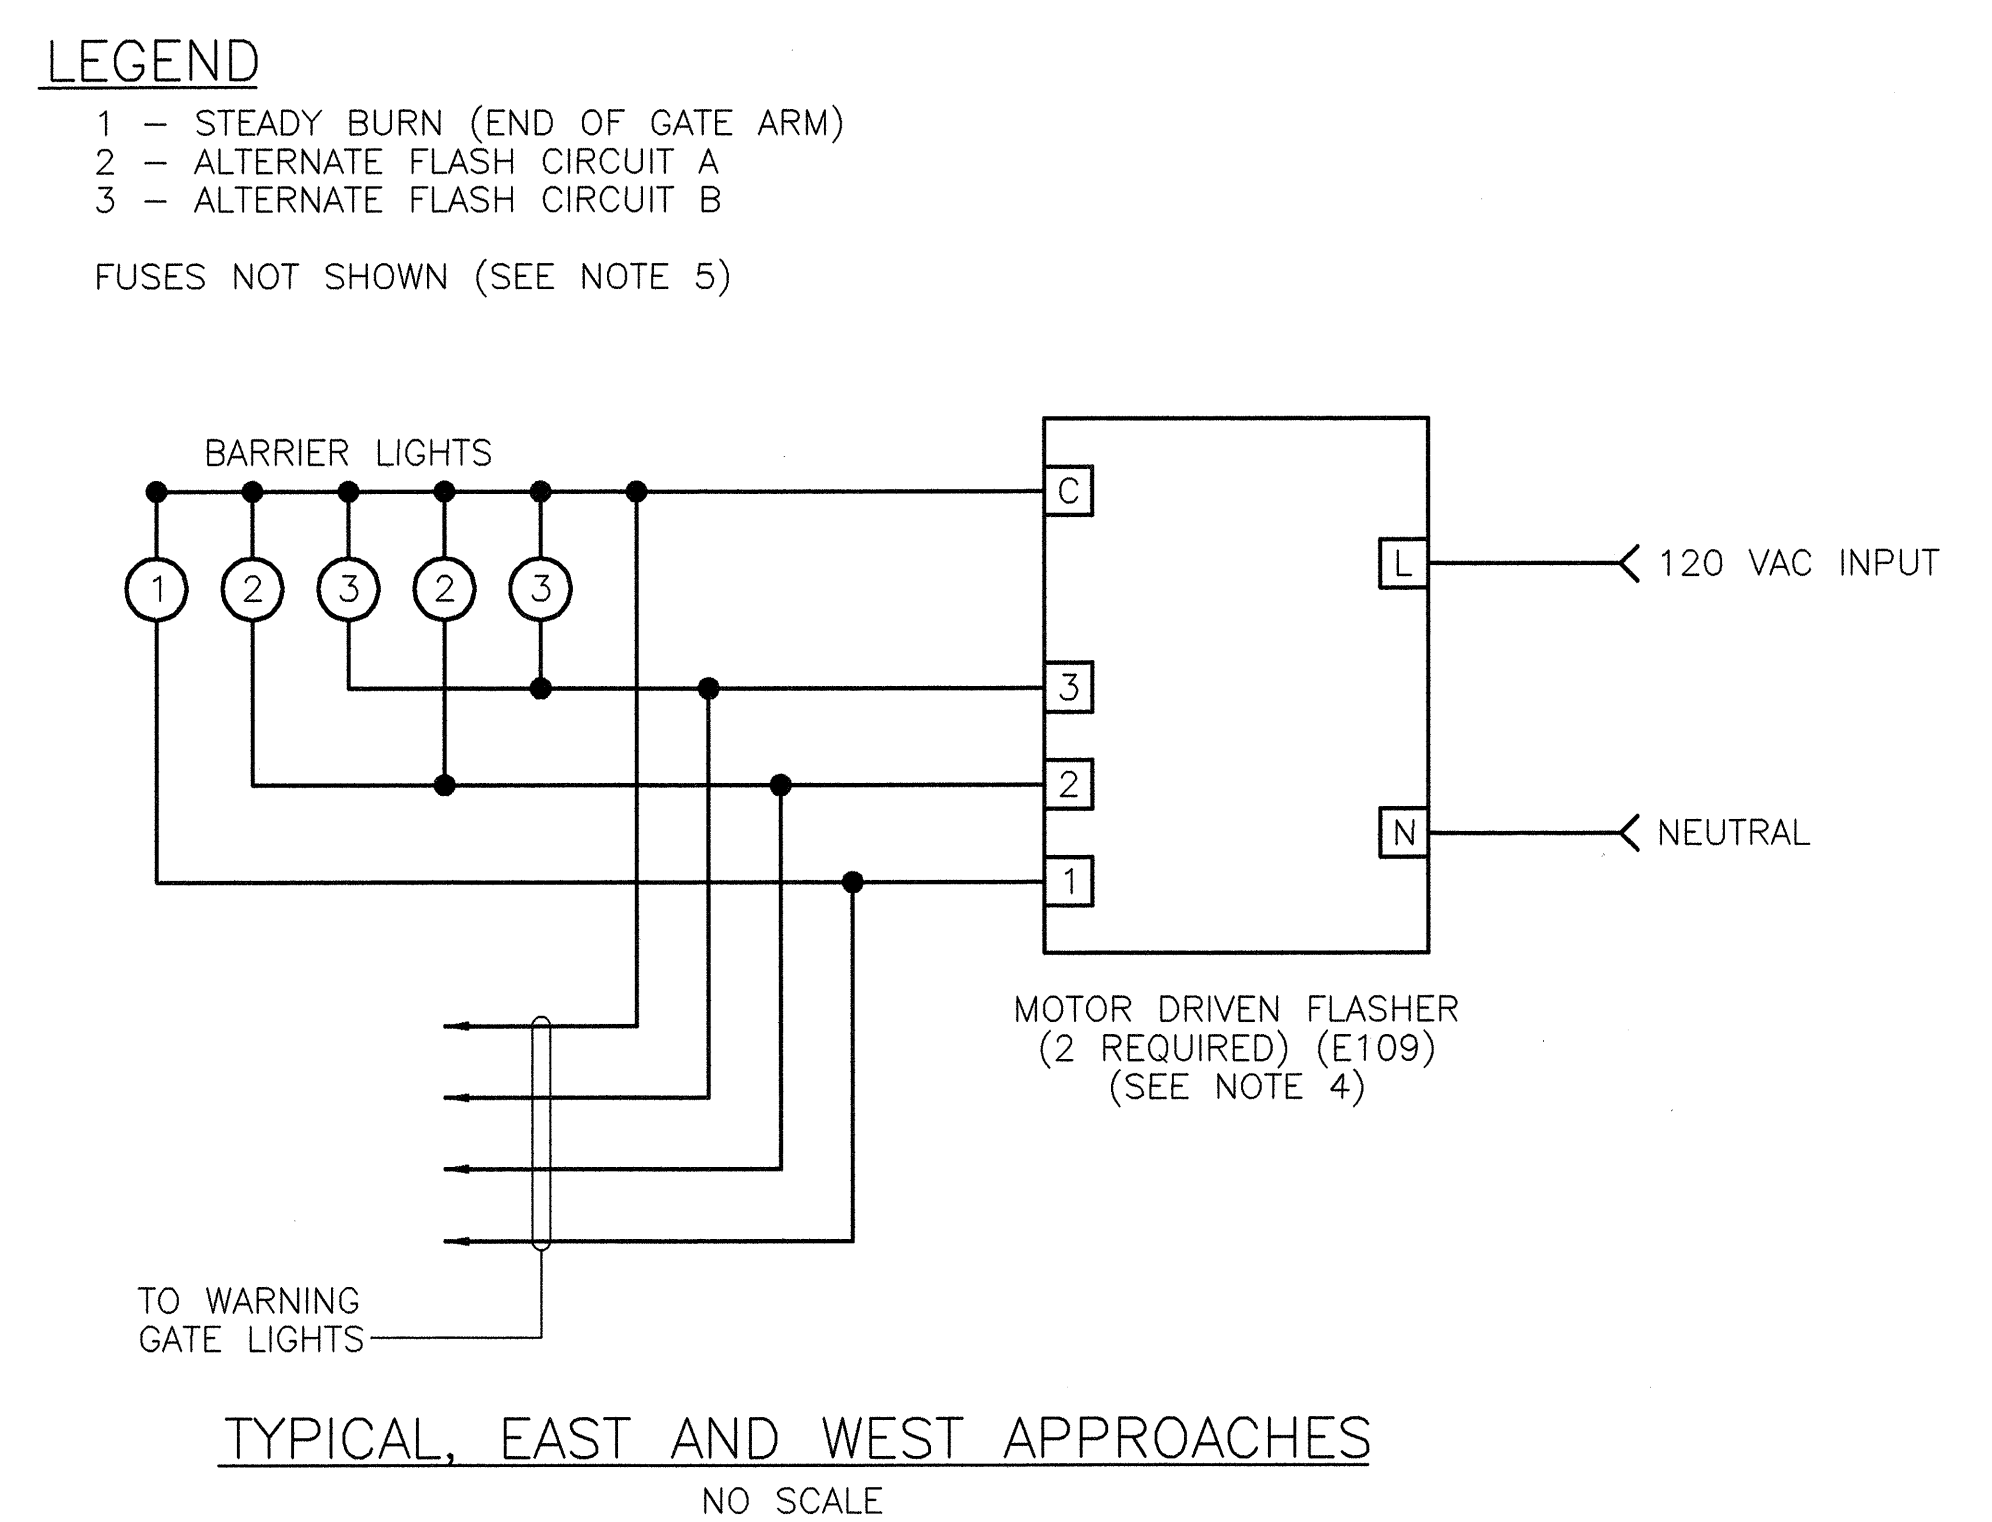 LEGEND
1 – STEADY BURN (END OF GATE ARM)
2 – ALTERNATE FLASH CIRCUIT A
3 – ALTERNATE FLASH CIRCUIT B
FUSES NOT SHOWN (SEE NOTE 5)
BARRIER LIGHTS
C
1 2 3 2 3
L
120 VAC INPUT
3
2
N
NEUTRAL
1
MOTOR DRIVEN FLASHER
(2 REQUIRED) (E109)
(SEE NOTE 4)
TO WARNING
GATE LIGHTS
TYPICAL, EAST AND WEST APPROACHES
NO SCALE